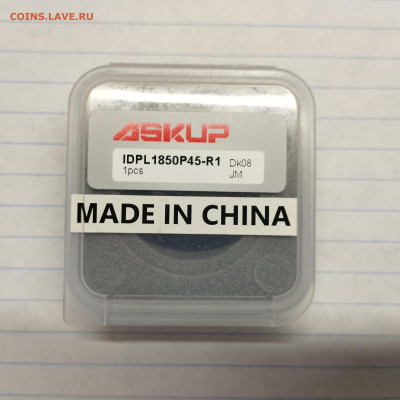 COINS.LAVE.RU
ASKUP
IDPL1850P45-R1 Dk08
1pcs JM
MADE IN CHINA